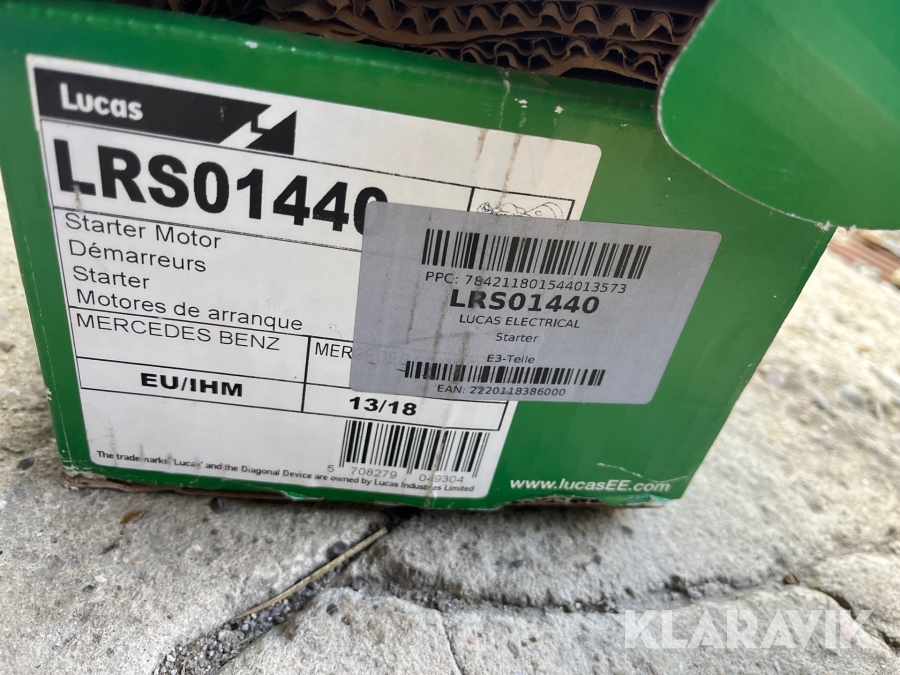 Lucas
LRS01440
Starter Motor
Démarreurs
Starter
Motores de arranque
MERCEDES BENZ
EU/IHM
13/18
5 708279 049304
The trade marks 'Lucas' and the Diagonal Device are owned by Lucas Industries Limited
PPC: 784211801544013573
LRS01440
LUCAS ELECTRICAL
Starter
E3-Teile
EAN: 2220118386000
www.lucasEE.com
KLARAVIK